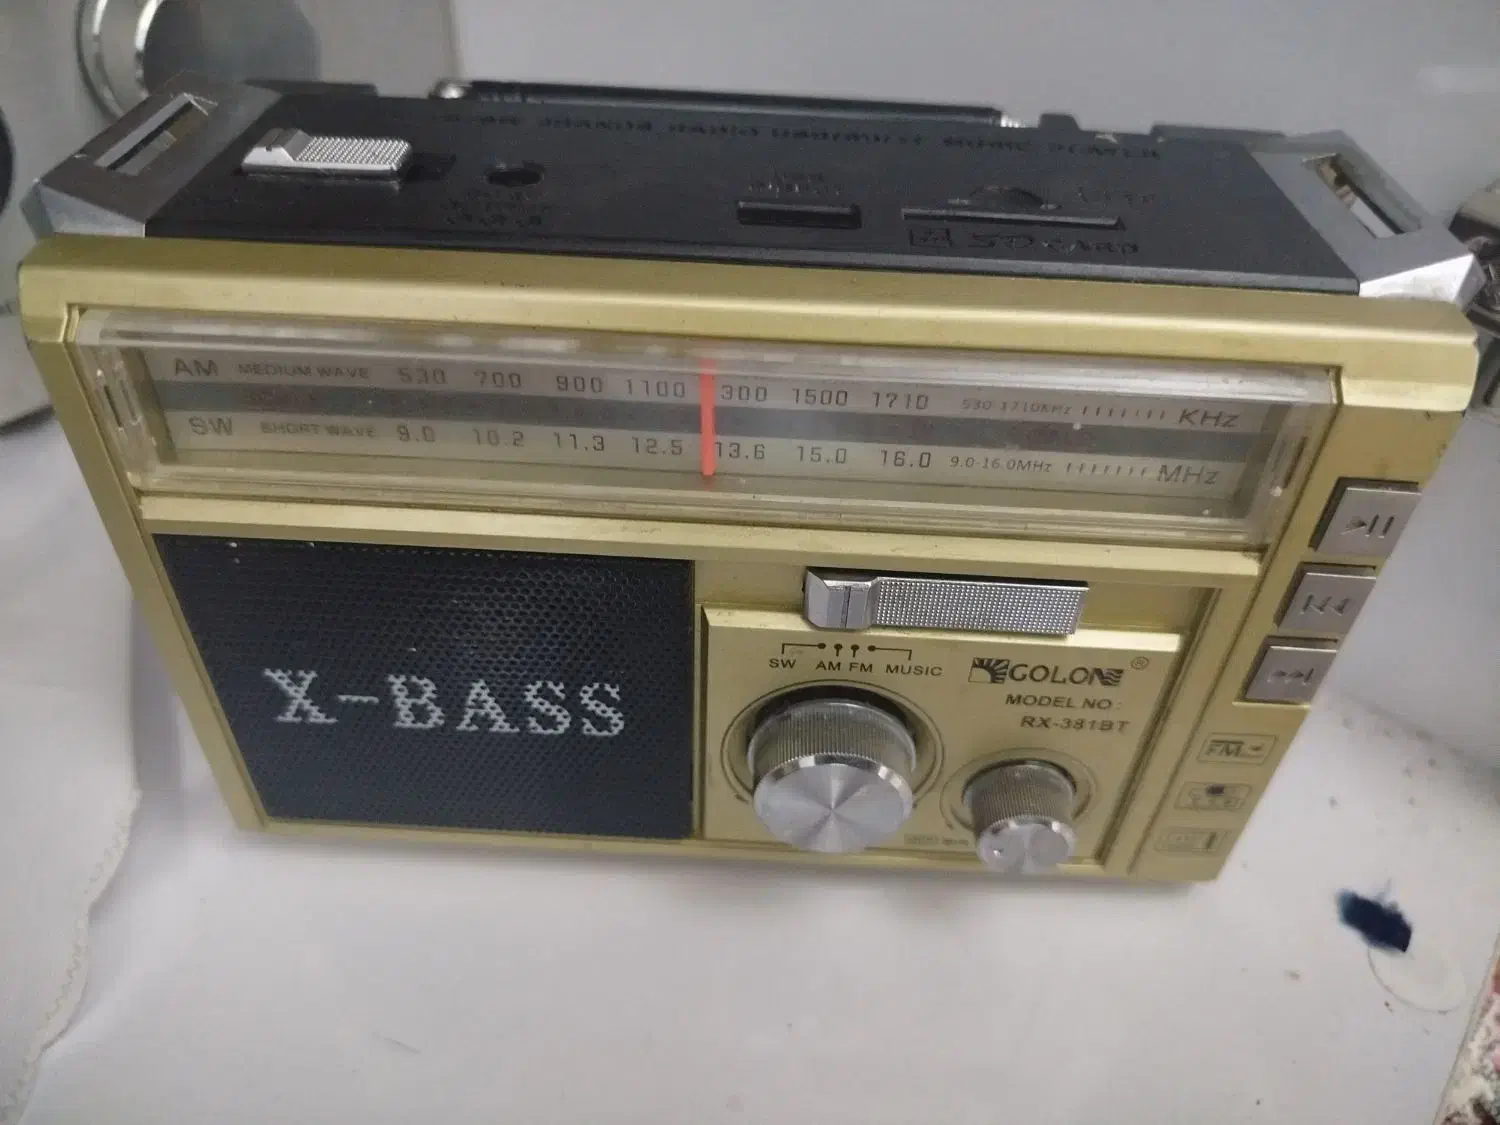 SD CARD
AM MEDIUM WAVE 530 700 900 1100 300 1500 1710 530-1710KHz KHz
SW SHORT WAVE 9.0 10.2 11.3 12.5 13.6 15.0 16.0 9.0-16.0MHz MHz
X-BASS
SW AM FM MUSIC
GOLON ®
MODEL NO:
RX-381BT
FM